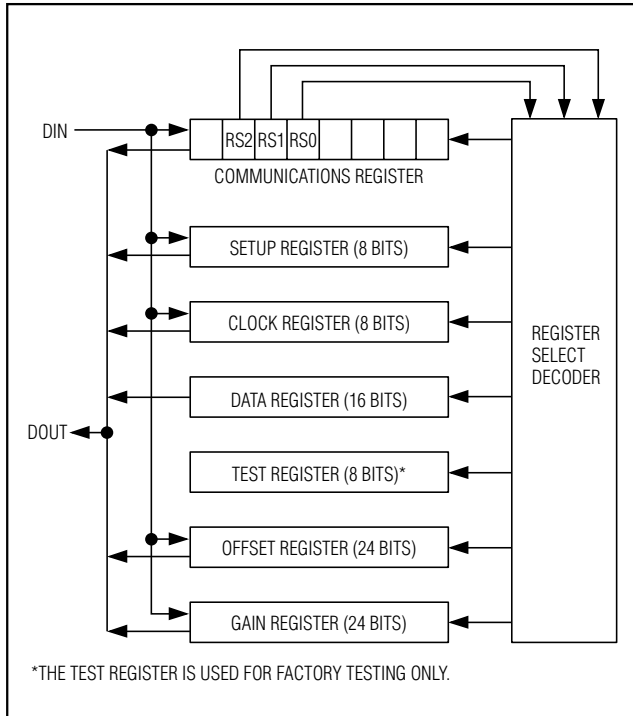 DIN
RS2 RS1 RS0
COMMUNICATIONS REGISTER
SETUP REGISTER (8 BITS)
CLOCK REGISTER (8 BITS)
REGISTER
SELECT
DECODER
DATA REGISTER (16 BITS)
DOUT
TEST REGISTER (8 BITS)*
OFFSET REGISTER (24 BITS)
GAIN REGISTER (24 BITS)
*THE TEST REGISTER IS USED FOR FACTORY TESTING ONLY.